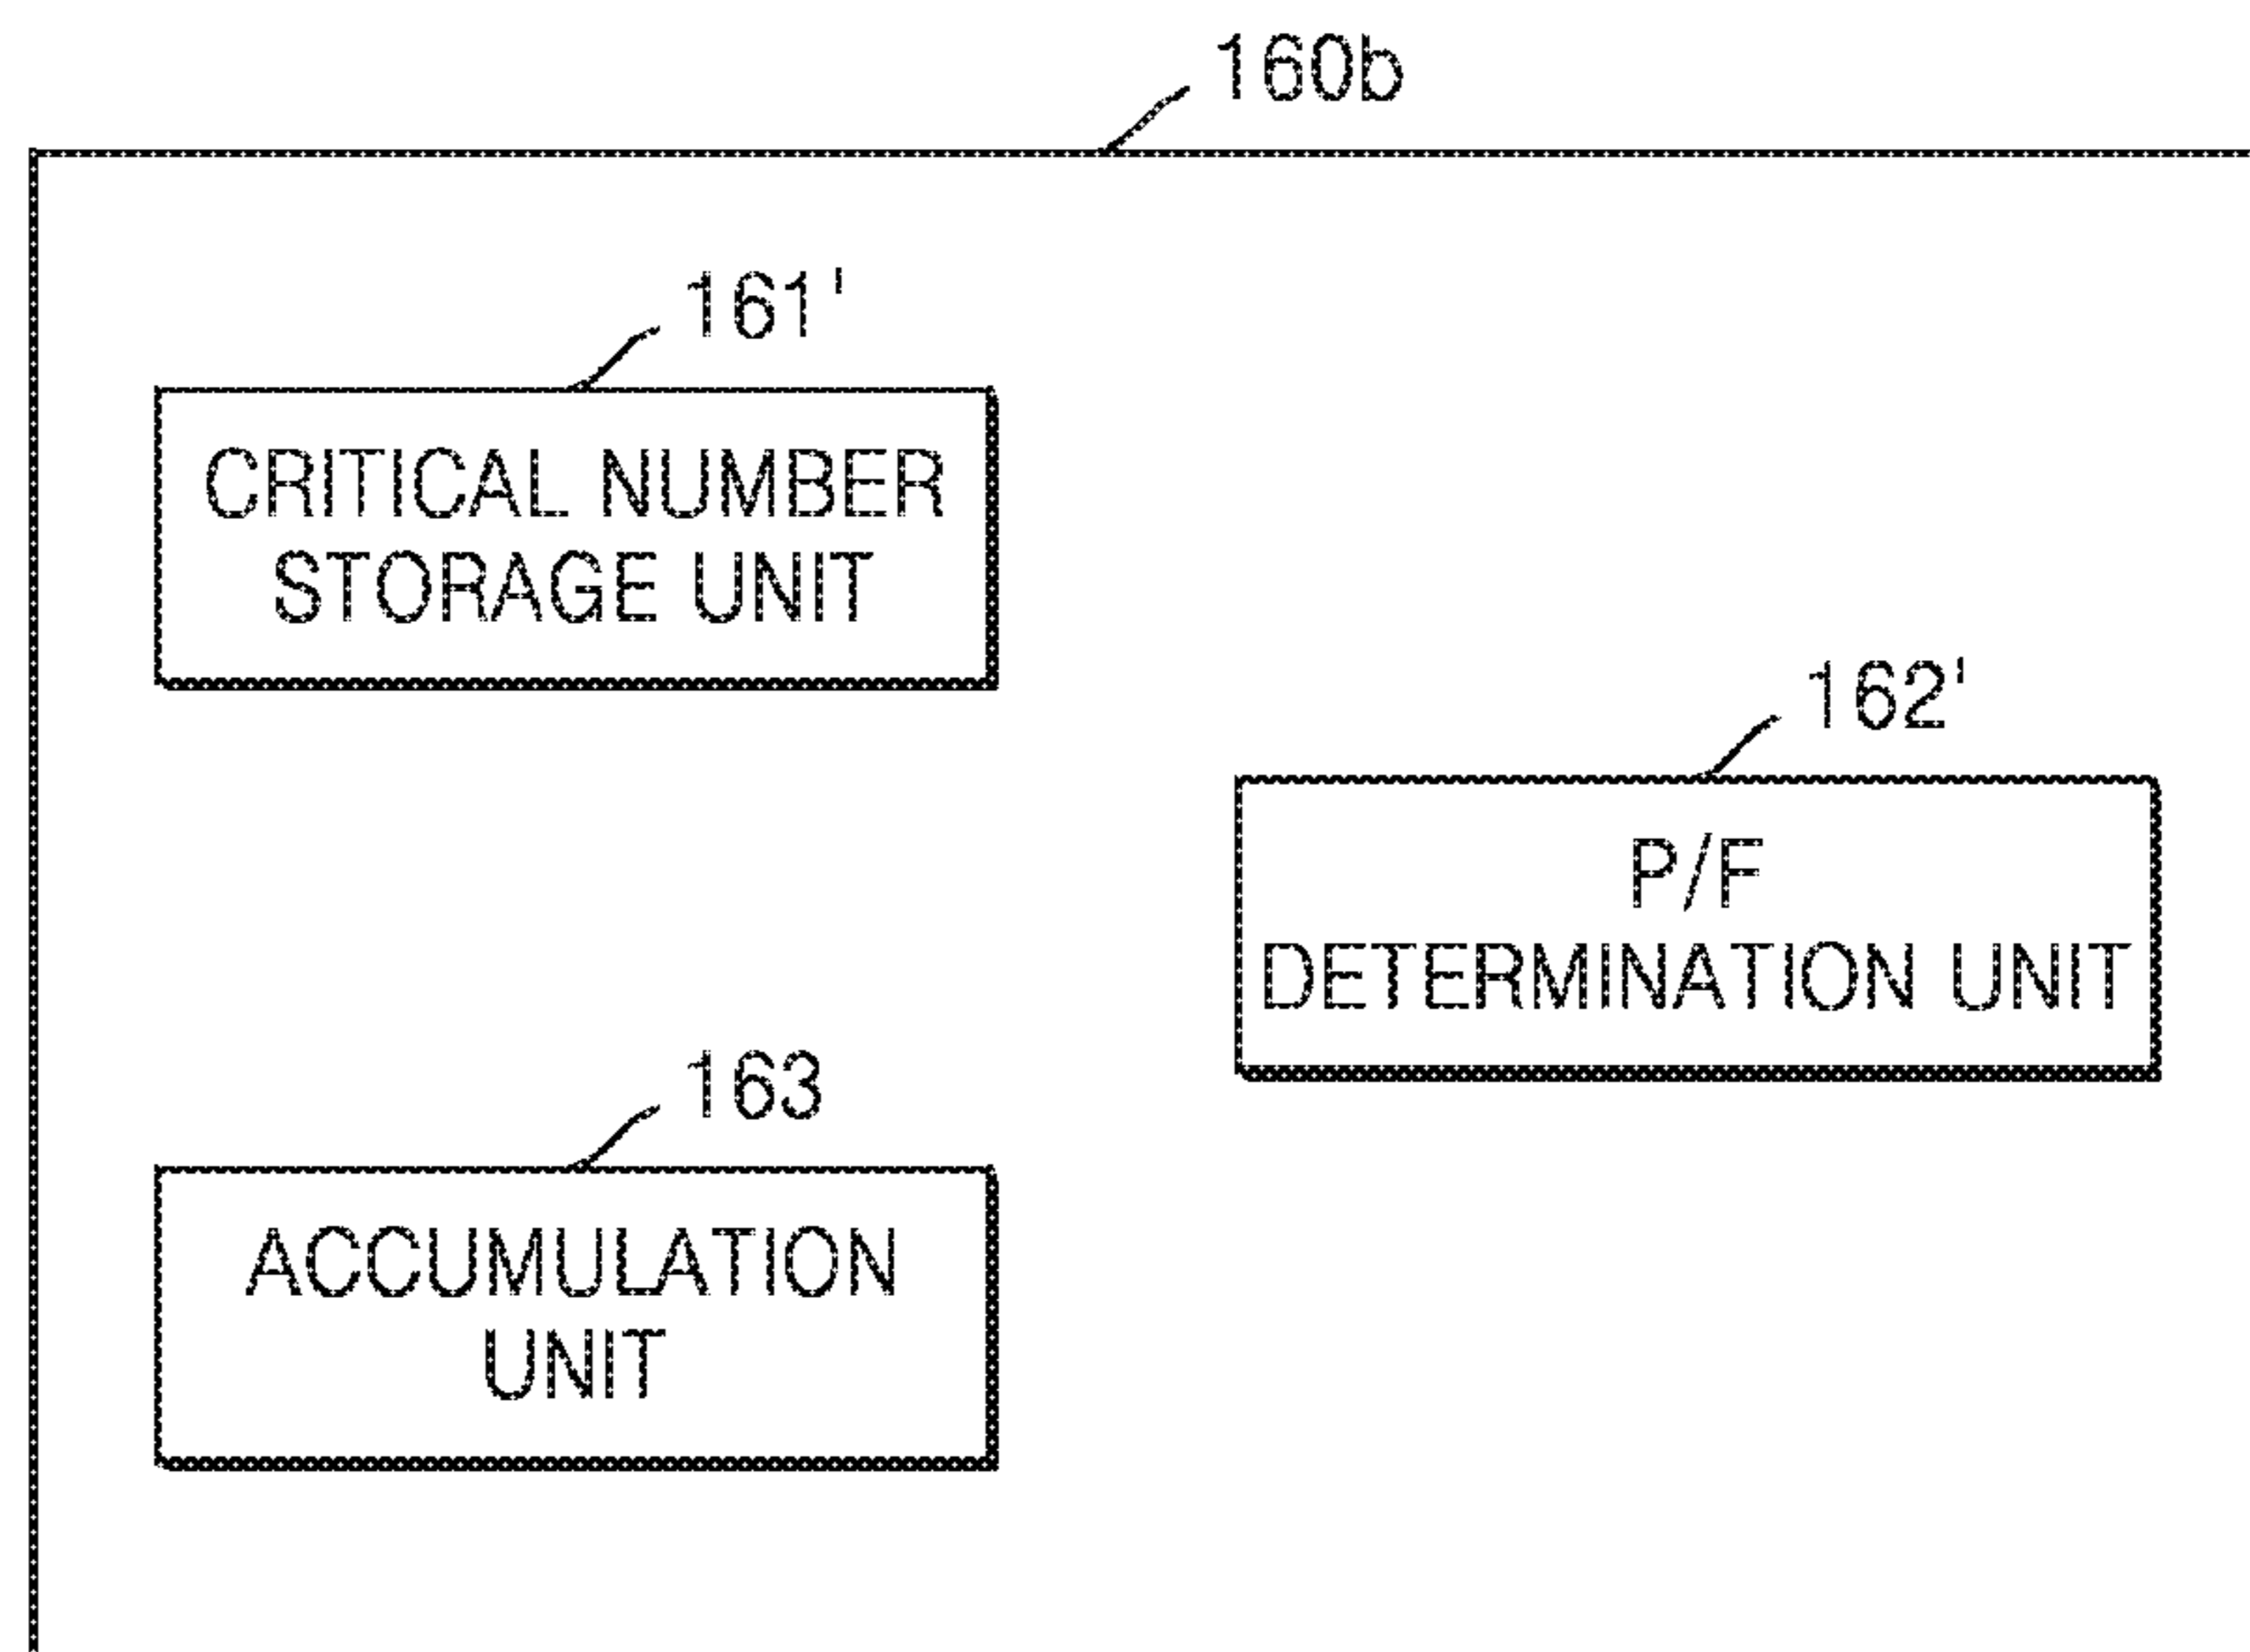 160b
161'
CRITICAL NUMBER
STORAGE UNIT
162'
P/F
DETERMINATION UNIT
163
ACCUMULATION
UNIT